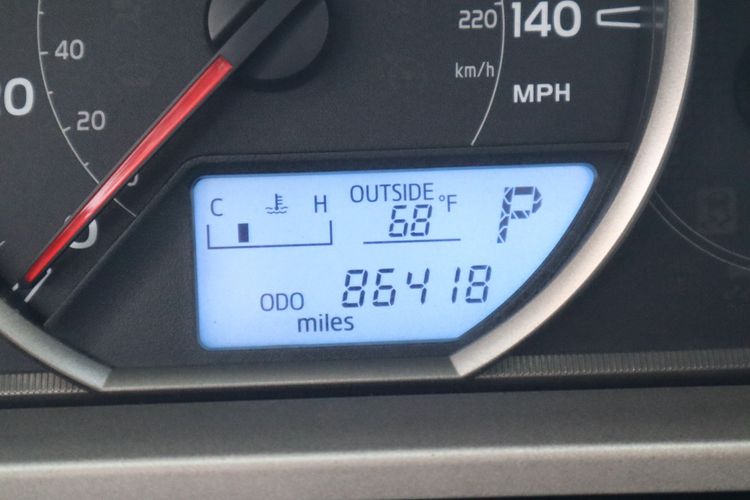 220 140
40
km/h
MPH
20
C H OUTSIDE
68 °F P
ODO 86418
miles